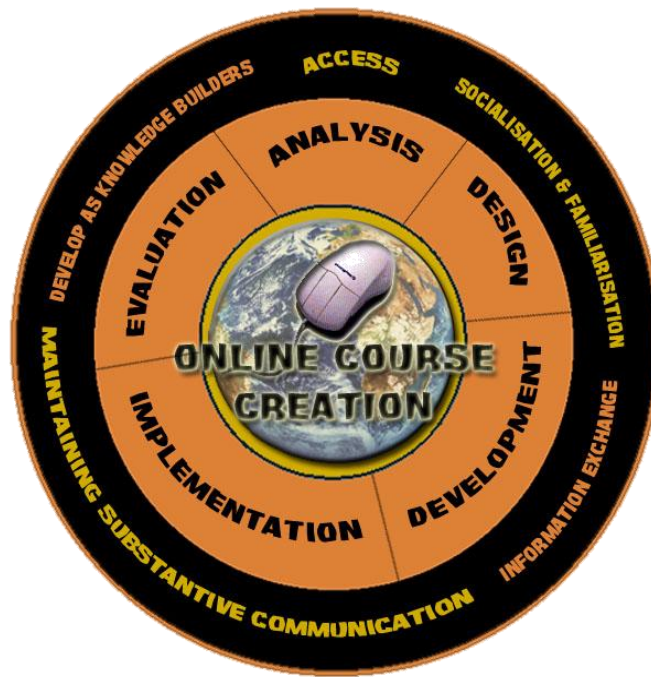 ACCESS
SOCIALISATION & FAMILIARISATION
INFORMATION EXCHANGE
MAINTAINING SUBSTANTIVE COMMUNICATION
DEVELOP AS KNOWLEDGE BUILDERS
ANALYSIS
DESIGN
DEVELOPMENT
IMPLEMENTATION
EVALUATION
ONLINE COURSE
CREATION